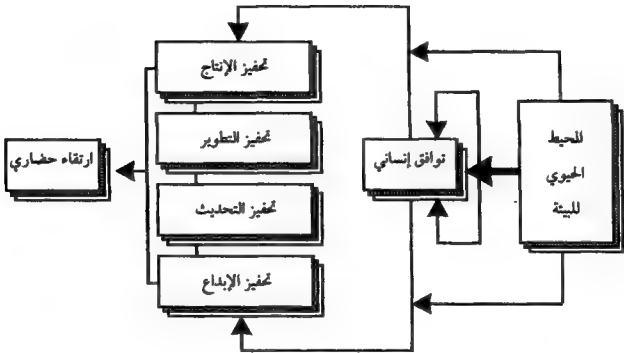 المحيط
الحيوي
للبيئة
توافق إنساني
تحفيز الإنتاج
تحفيز التطوير
تحفيز التحديث
تحفيز الإبداع
ارتقاء حضاري